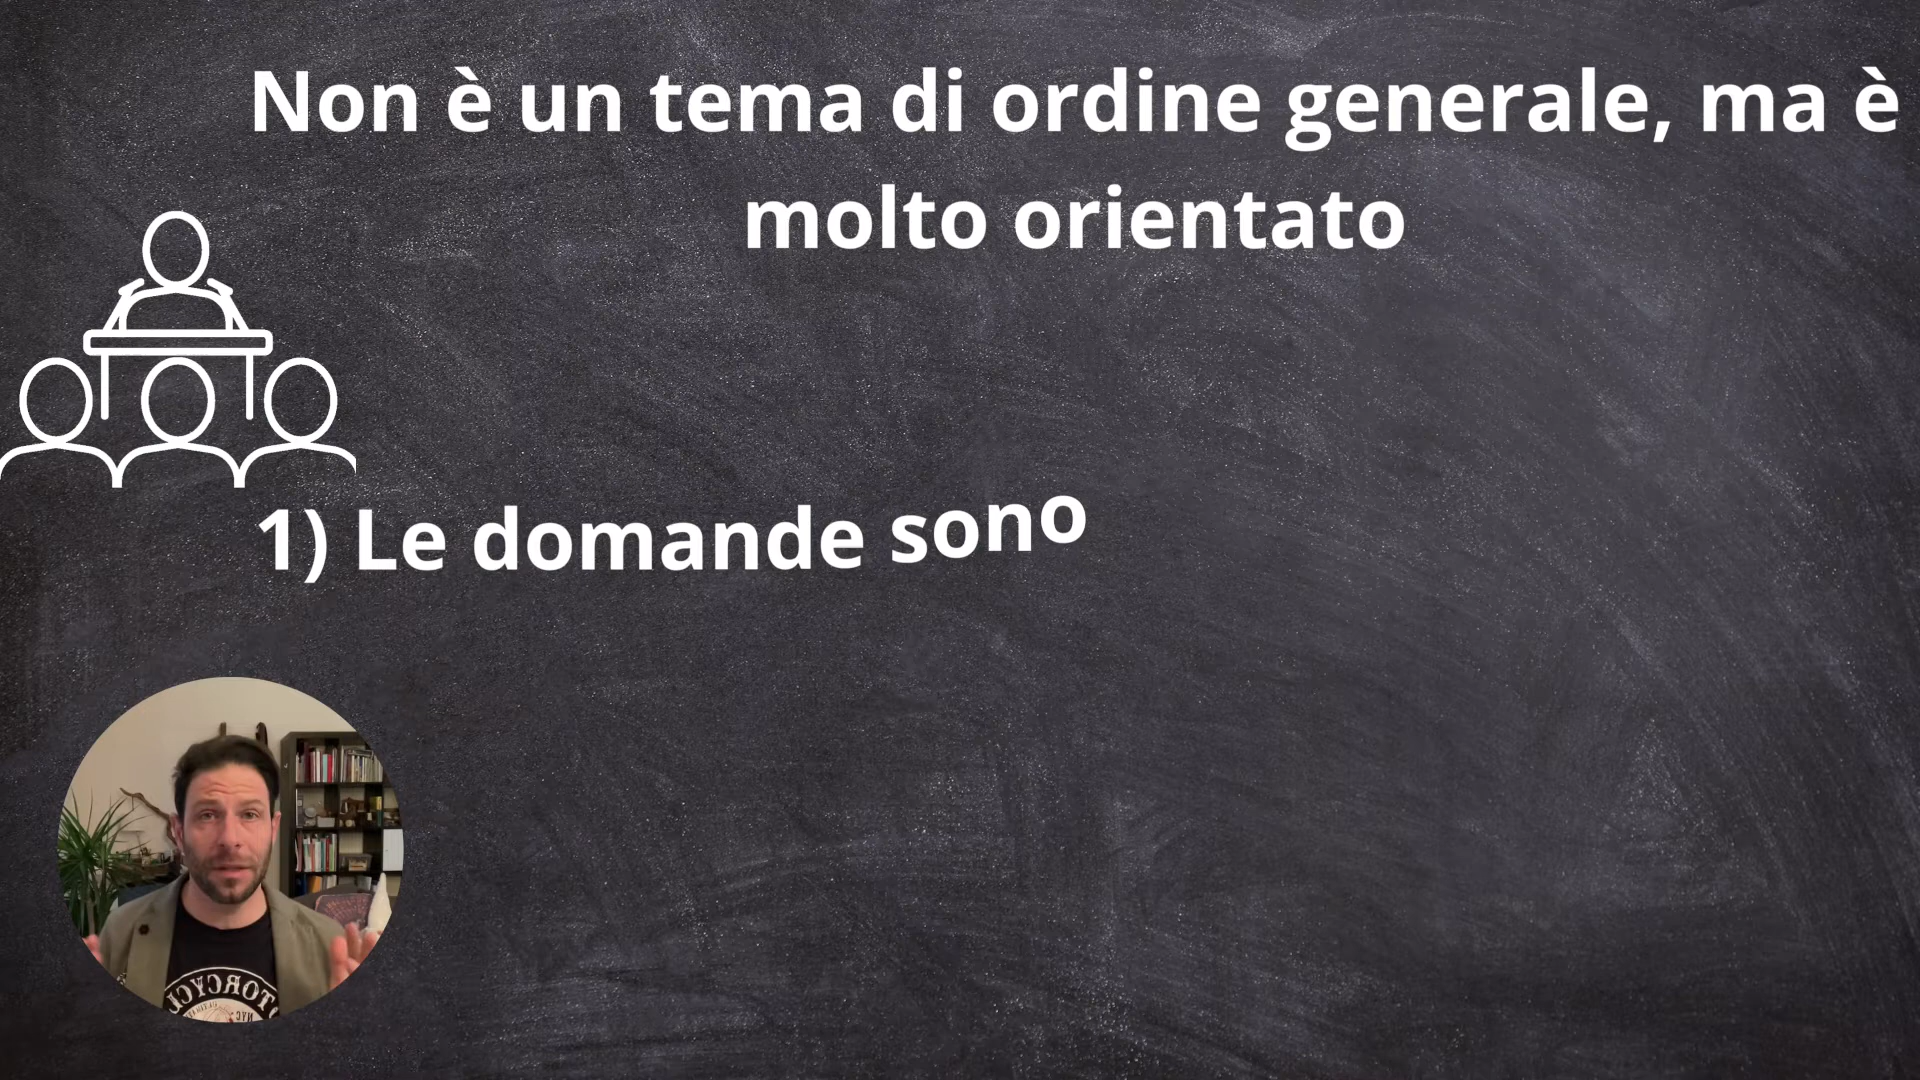 Non è un tema di ordine generale, ma è
molto orientato
1) Le domande sono